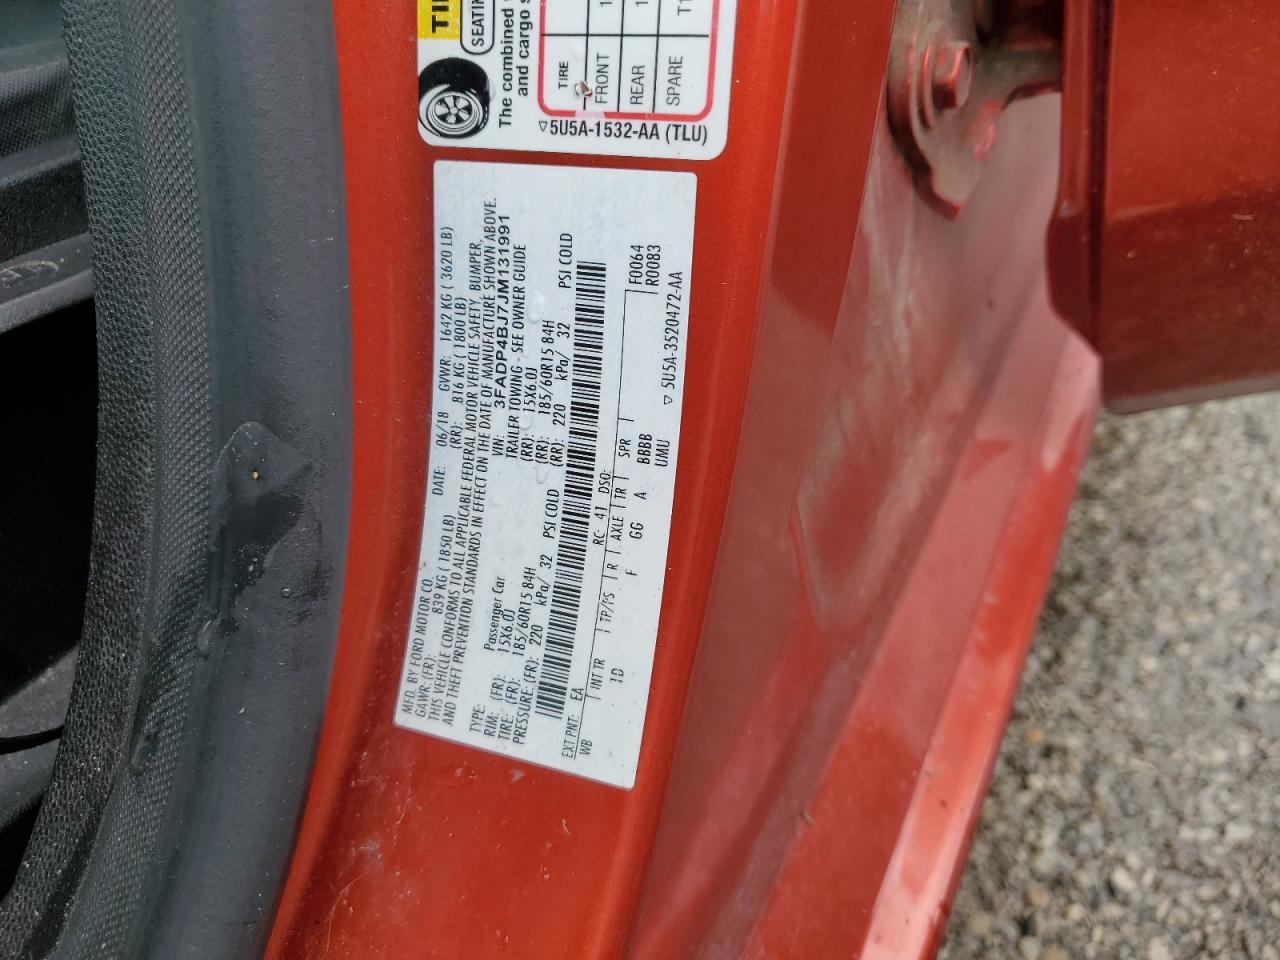 TI
SEATIN
The combined
and cargo s
TIRE
FRONT 1
REAR 1
SPARE T1
▽5U5A-1532-AA (TLU)
MFD. BY FORD MOTOR CO. DATE: 06/18 GVWR: 1642 KG ( 3620 LB)
GAWR: (FR): 839 KG ( 1850 LB) (RR): 816 KG ( 1800 LB)
THIS VEHICLE CONFORMS TO ALL APPLICABLE FEDERAL MOTOR VEHICLE SAFETY, BUMPER,
AND THEFT PREVENTION STANDARDS IN EFFECT ON THE DATE OF MANUFACTURE SHOWN ABOVE.
VIN: 3FADP4BJ7JM131991
TYPE: Passenger Car TRAILER TOWING - SEE OWNER GUIDE
RIM: (FR): 15X6.0J (RR): 15X6.0J
TIRE: (FR): 185/60R15 84H (RR): 185/60R15 84H
PRESSURE: (FR): 220 kPa/ 32 PSI COLD (RR): 220 kPa/ 32 PSI COLD
EXT PNT: EA RC: 41 DSO: F0064
WB INT TR TP/PS R AXLE TR SPR R0083
1D F GG A BBBB
UMU
▽ 5U5A-3520472-AA